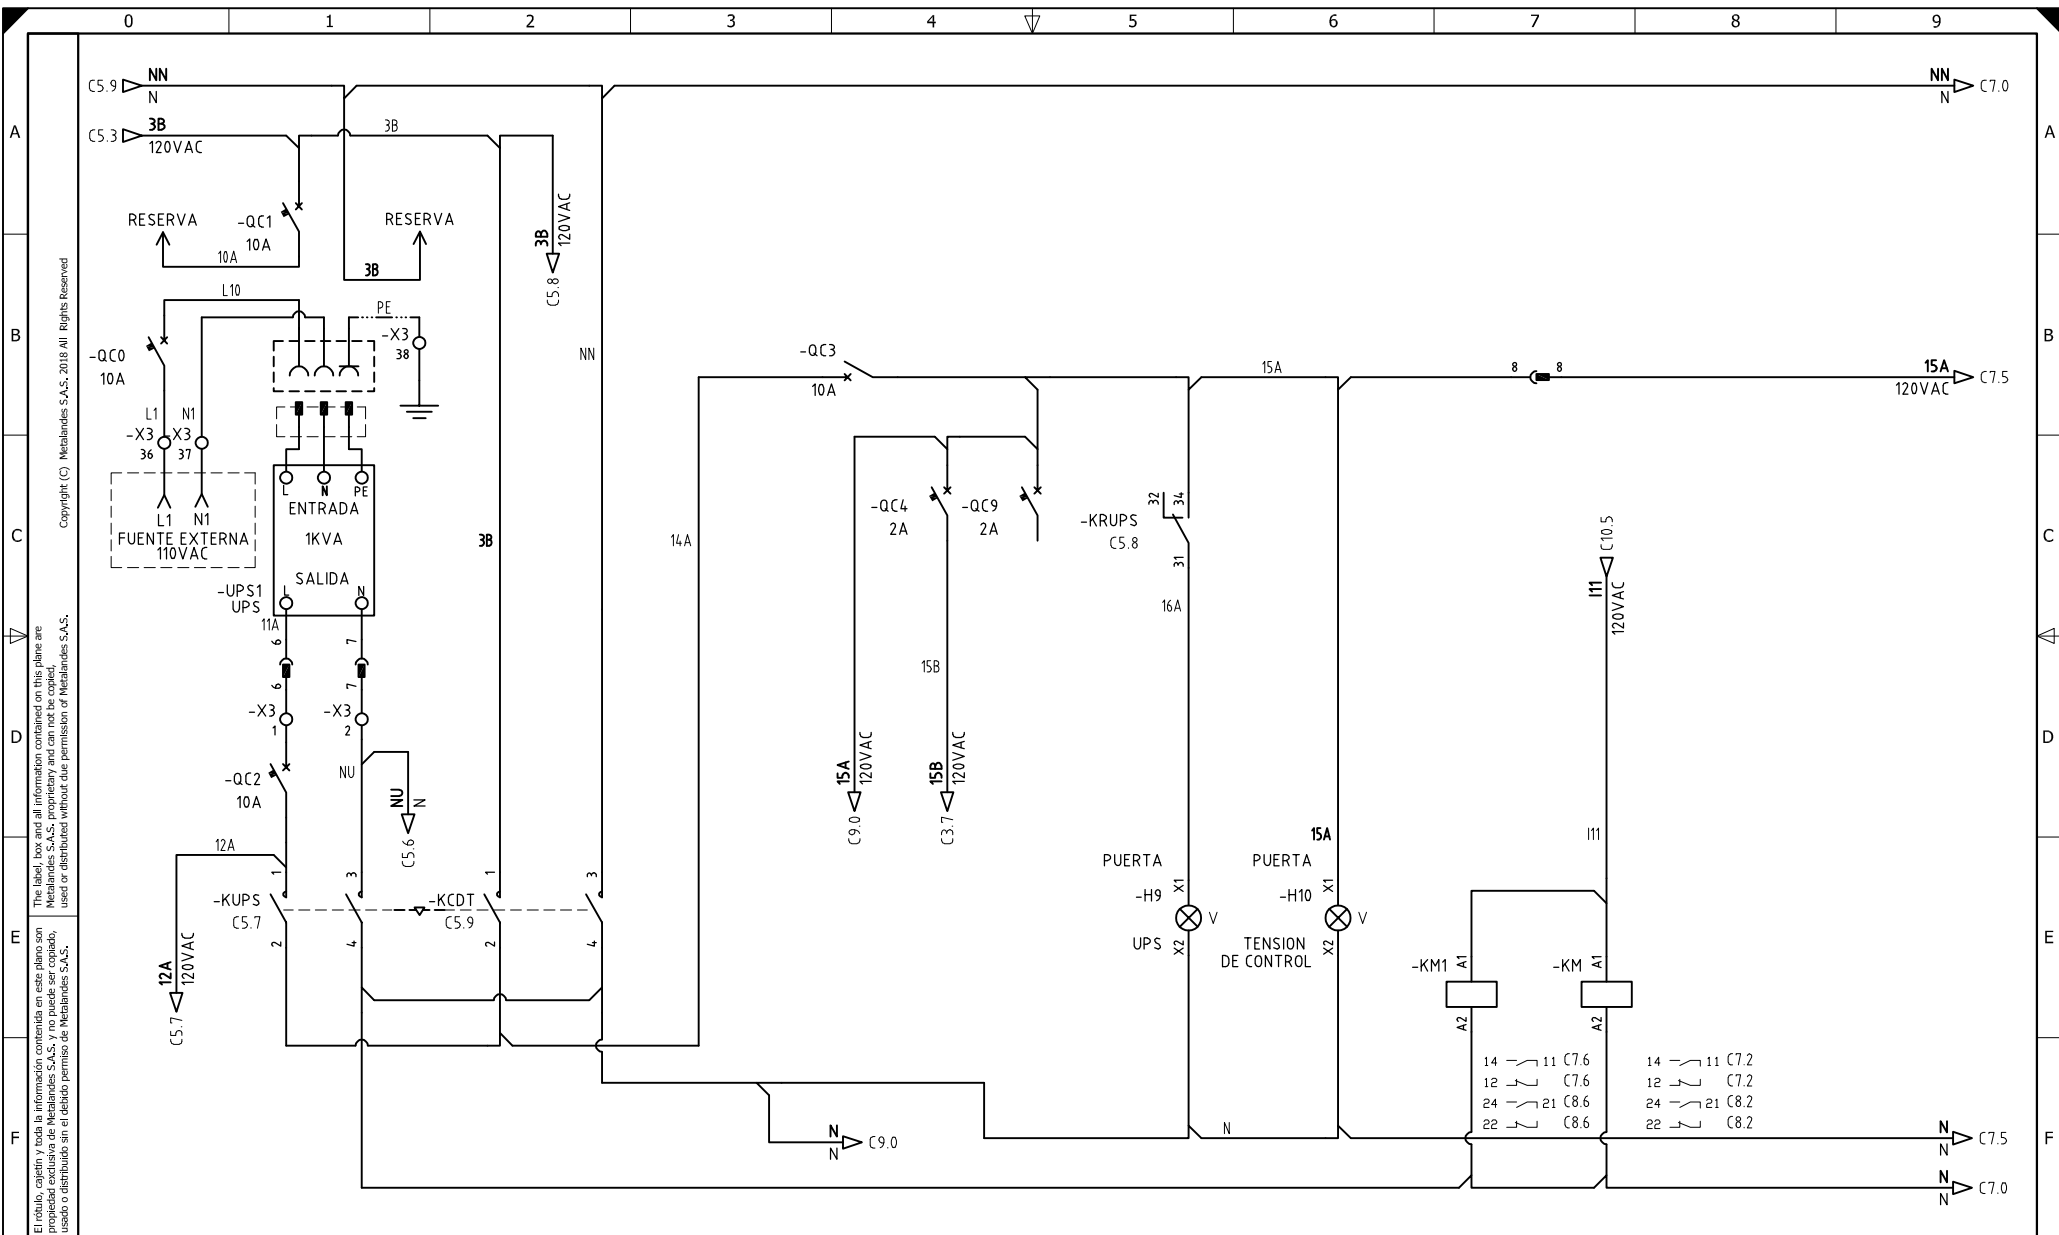 0 1 2 3 4 5 6 7 8 9
A
B
C
D
E
F
A
B
C
D
E
F
Copyright (C) Metalandes S.A.S. 2018 All Rights Reserved
The label, box and all information contained on this plane are
Metalandes S.A.S. proprietary and can not be copied,
used or distributed without due permission of Metalandes S.A.S.
El rótulo, cajetín y toda la información contenida en este plano son
propiedad exclusiva de Metalandes S.A.S. y no puede ser copiado,
usado o distribuido sin el debido permiso de Metalandes S.A.S.
C5.9 NN
N
NN
N C7.0
C5.3 3B
120VAC
3B
RESERVA
-QC1
10A
RESERVA
10A
3B
3B
120VAC
C5.8
L10
PE
-X3
38
-QC0
10A
L1 N1
-X3 -X3
36 37
L1 N1
FUENTE EXTERNA
110VAC
L N PE
ENTRADA
1KVA
SALIDA
L N
-UPS1
UPS
11A
6 7
6 7
-X3 -X3
1 2
-QC2
10A
NU
NU
N
C5.6
12A
12A
120VAC
C5.7
-KUPS
C5.7
1 3
2 4
-KCDT
C5.9
1 3
2 4
3B
NN
14A
-QC3
10A
15A
8 8
15A
120VAC C7.5
-QC4
2A
-QC9
2A
15B
15A
120VAC
C9.0
15B
120VAC
C3.7
-KRUPS
C5.8
32 34
31
16A
PUERTA
-H9
X1
V
UPS
X2
15A
PUERTA
-H10
X1
V
TENSION
DE CONTROL
X2
C10.5
I11
120VAC
I11
-KM1 A1
A2
-KM A1
A2
14 11 C7.6
12 C7.6
24 21 C8.6
22 C8.6
14 11 C7.2
12 C7.2
24 21 C8.2
22 C8.2
N
N
N C9.0
N
N C7.5
N
N C7.0